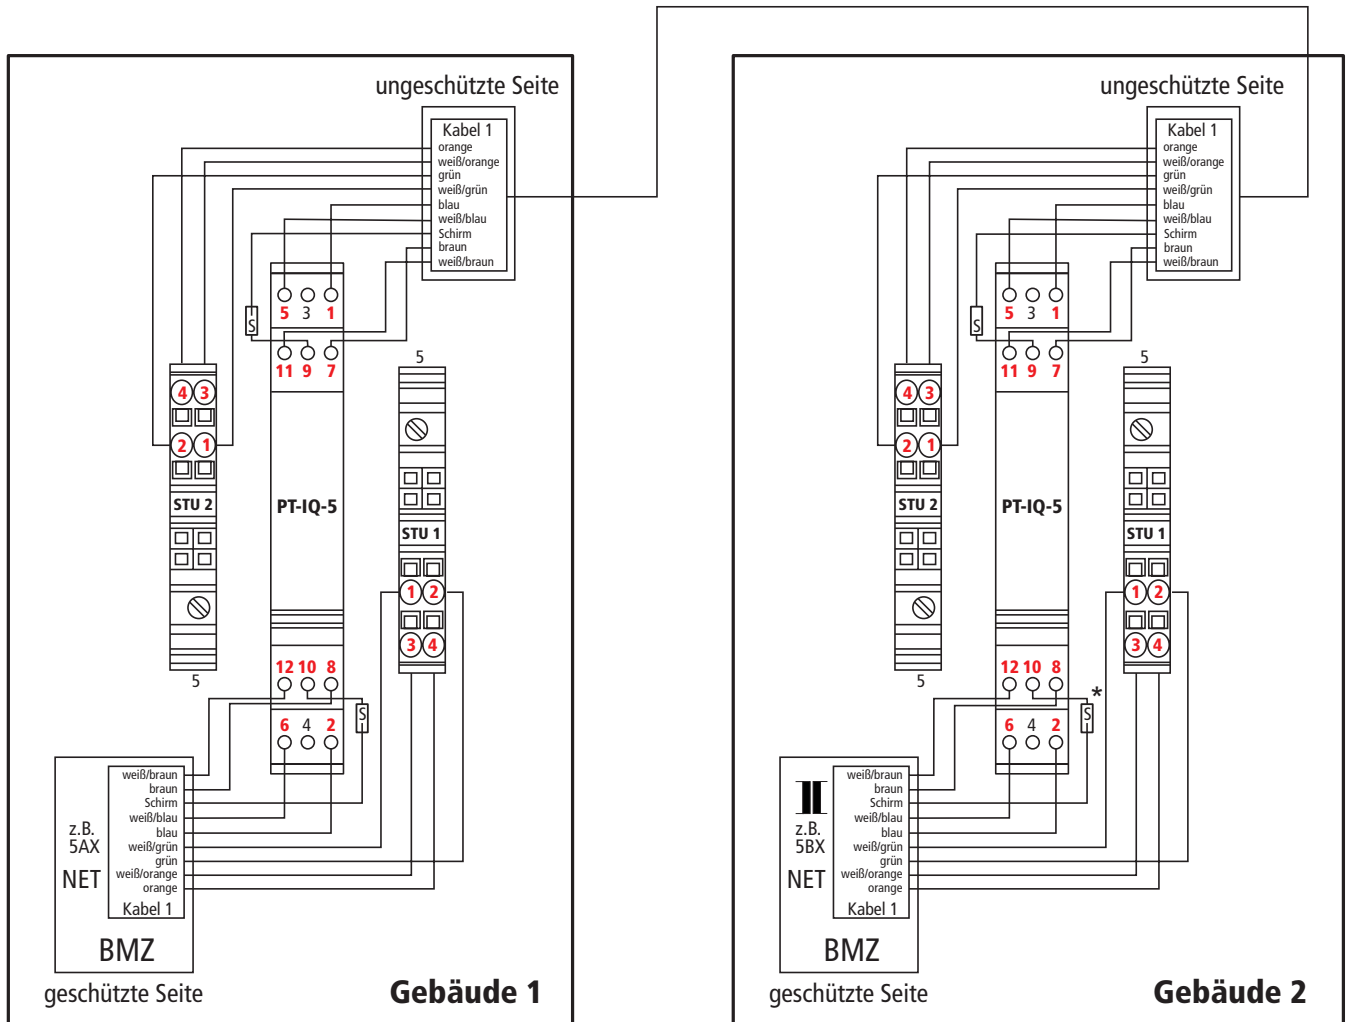 ungeschützte Seite
Kabel 1
orange
weiß/orange
grün
weiß/grün
blau
weiß/blau
Schirm
braun
weiß/braun
5 3 1
S
11 9 7
5
4 3
2 1
STU 2
PT-IQ-5
STU 1
1 2
3 4
5
12 10 8
S
6 4 2
weiß/braun
braun
Schirm
weiß/blau
blau
weiß/grün
grün
weiß/orange
orange
Kabel 1
z.B.
5AX
NET
BMZ
geschützte Seite
Gebäude 1
ungeschützte Seite
Kabel 1
orange
weiß/orange
grün
weiß/grün
blau
weiß/blau
Schirm
braun
weiß/braun
5 3 1
S
11 9 7
5
4 3
2 1
STU 2
PT-IQ-5
STU 1
1 2
3 4
5
12 10 8
*
S
6 4 2
weiß/braun
braun
Schirm
weiß/blau
blau
weiß/grün
grün
weiß/orange
orange
Kabel 1
z.B.
5BX
NET
BMZ
geschützte Seite
Gebäude 2